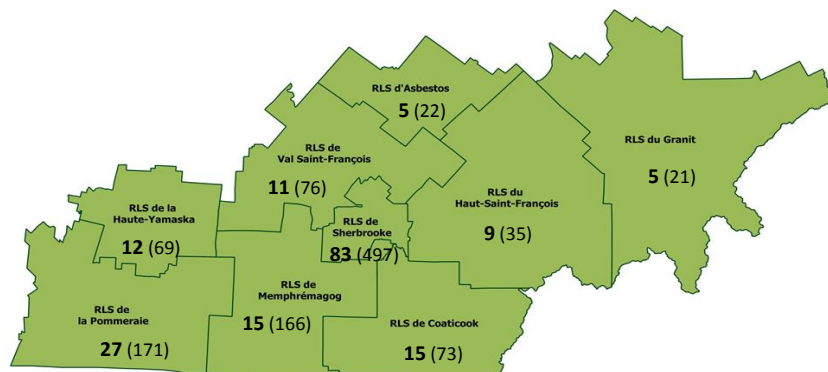 RLS d'Asbestos
5 (22)
RLS du Granit
5 (21)
RLS de
Val Saint-François
11 (76)
RLS du
Haut-Saint-François
9 (35)
RLS de la
Haute-Yamaska
12 (69)
RLS de
Sherbrooke
83 (497)
RLS de
la Pommeraie
27 (171)
RLS de
Memphrémagog
15 (166)
RLS de Coaticook
15 (73)